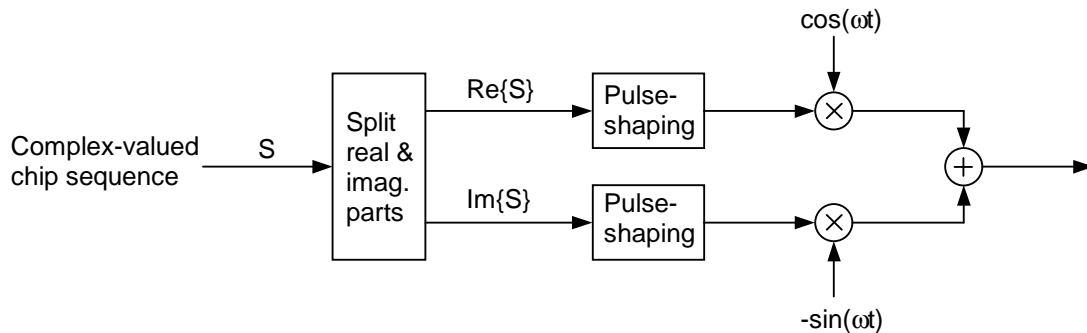 cos(ωt)
Re{S}
Pulse-
shaping
Split
real &
imag.
parts
Complex-valued
chip sequence
S
Im{S}
Pulse-
shaping
-sin(ωt)